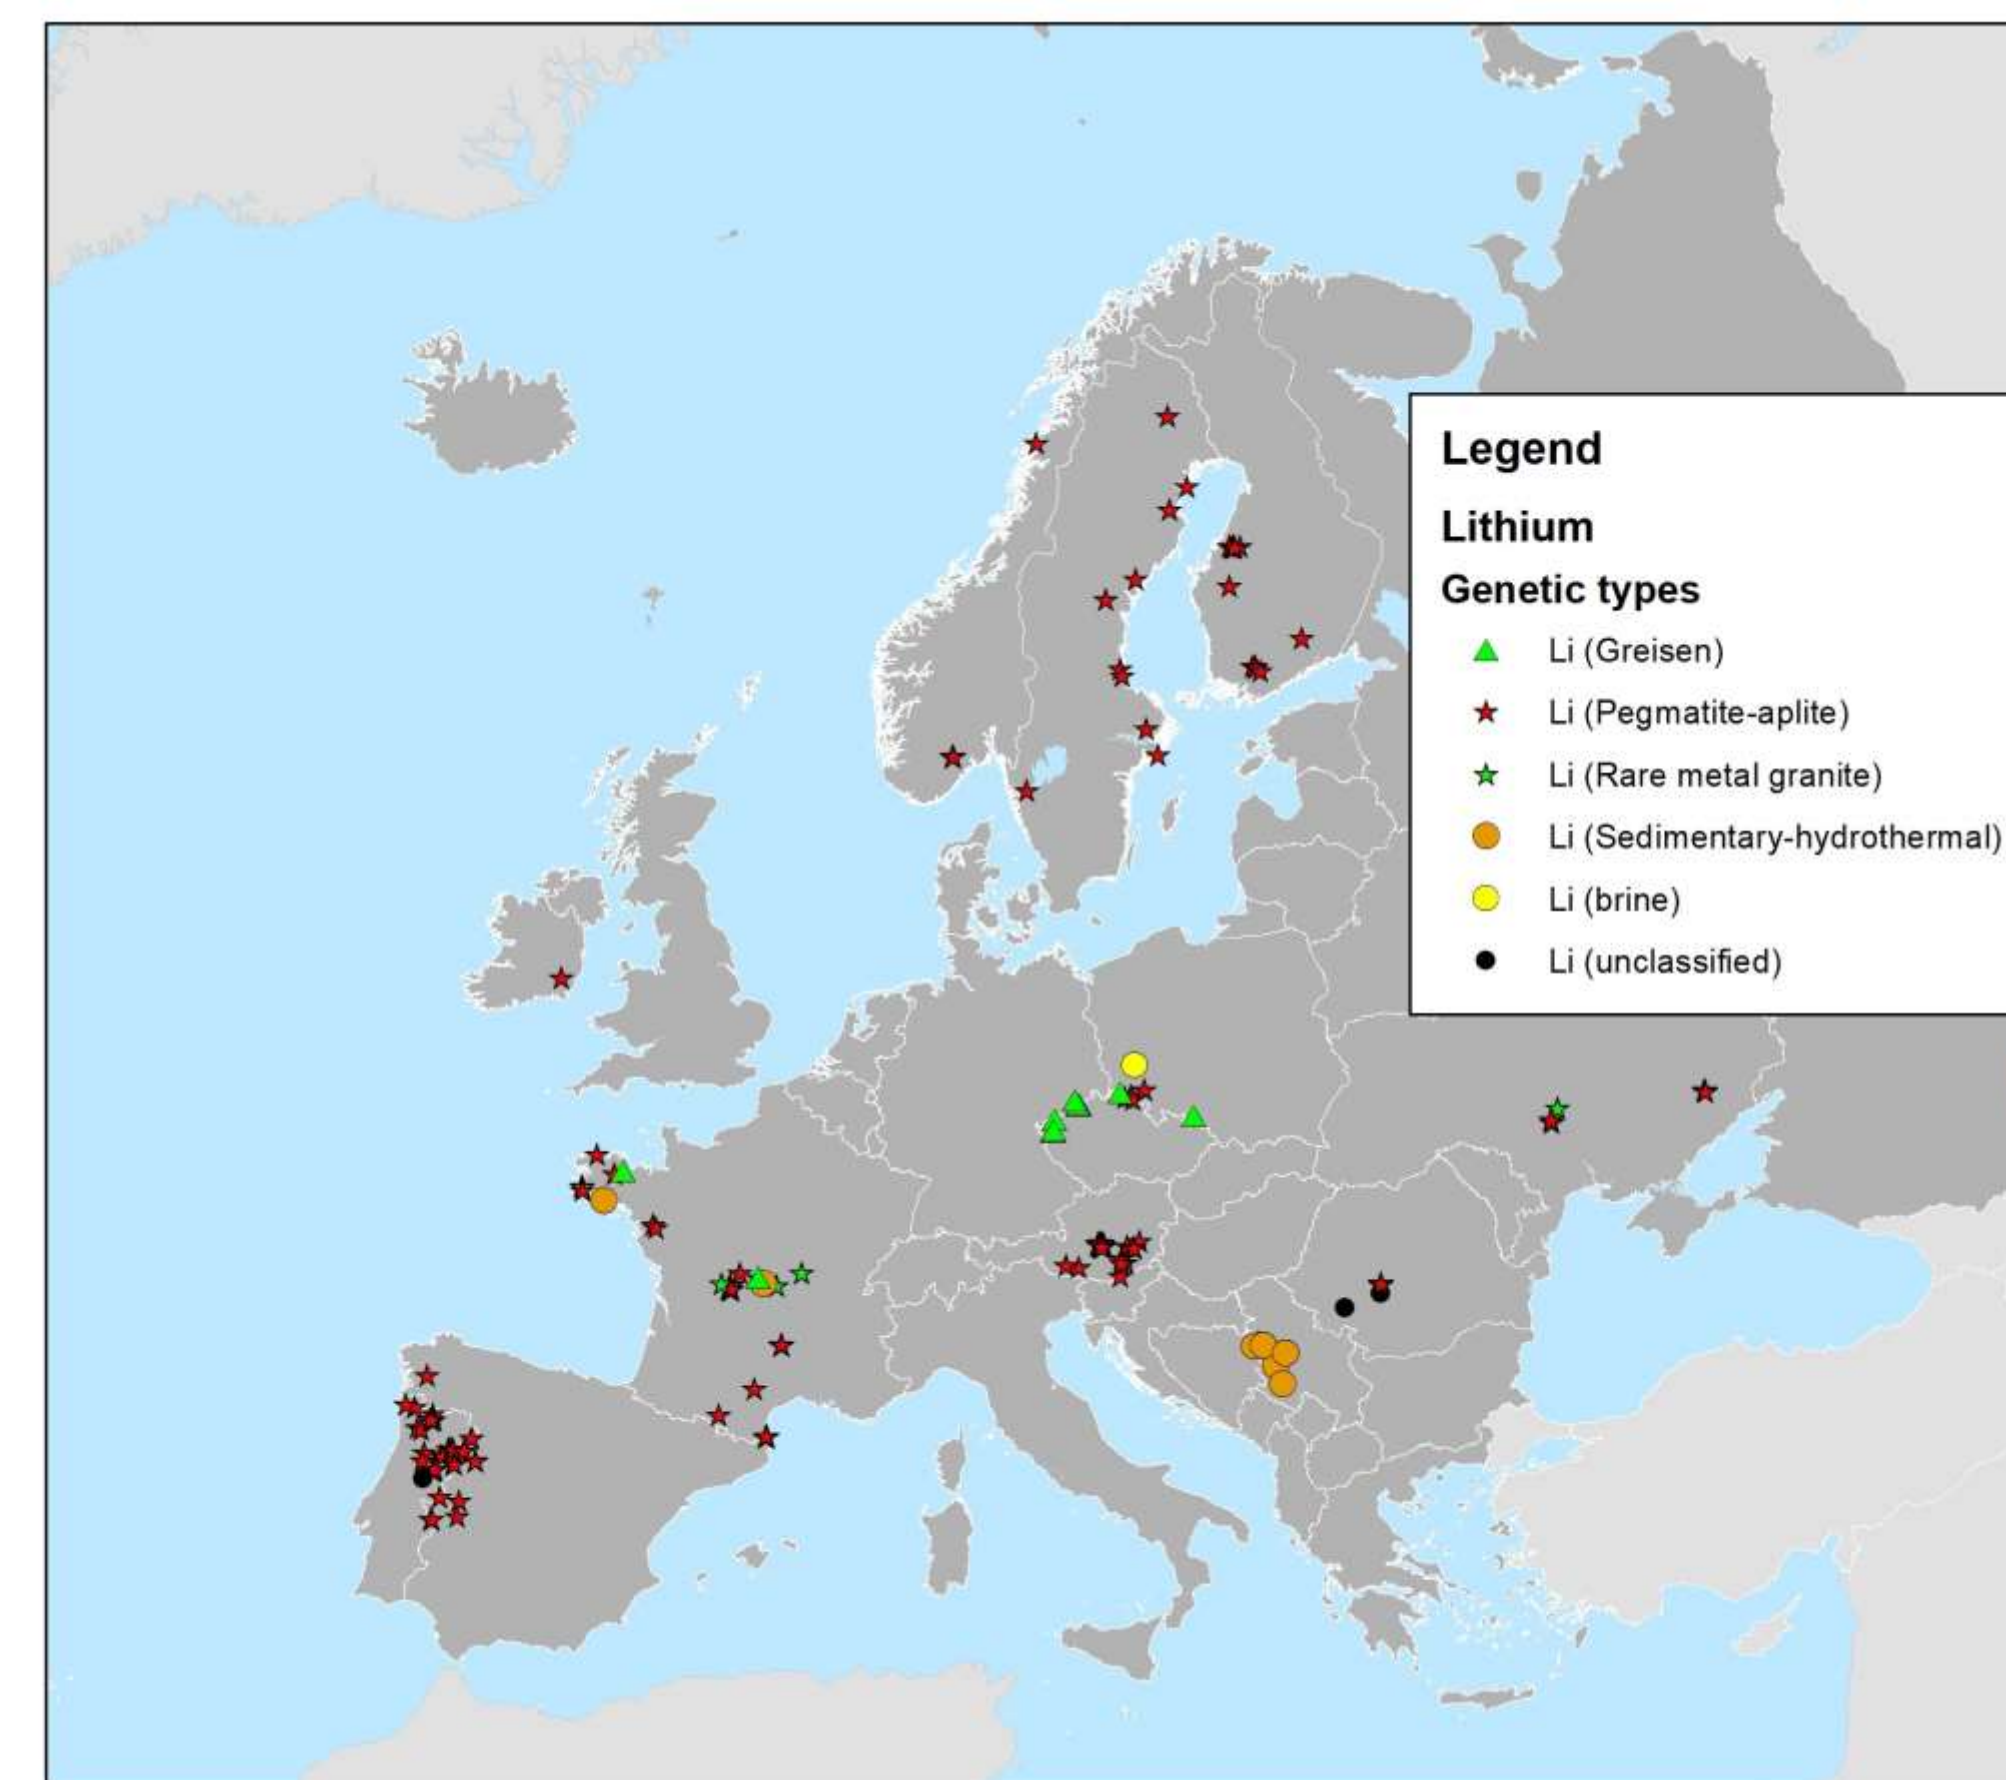 Legend
Lithium
Genetic types
Li (Greisen)
Li (Pegmatite-aplite)
Li (Rare metal granite)
Li (Sedimentary-hydrothermal)
Li (brine)
Li (unclassified)